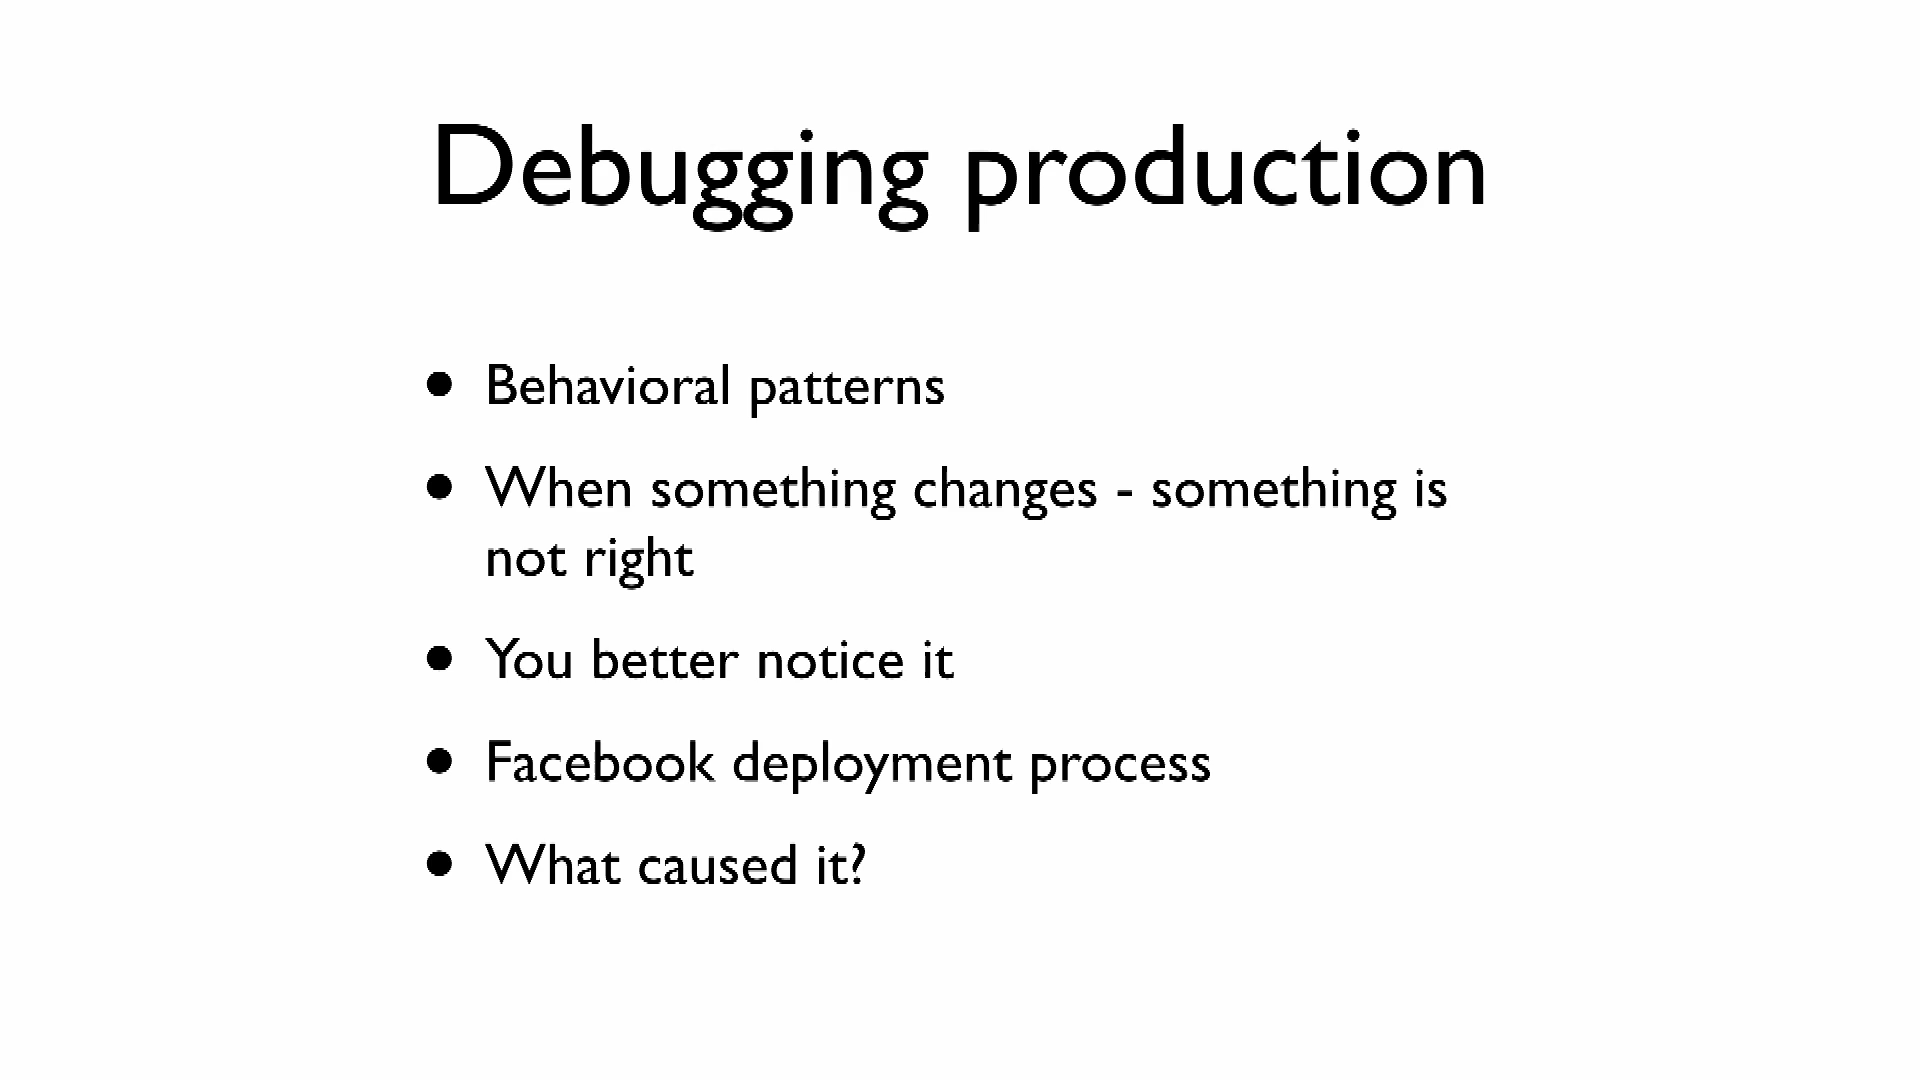 Debugging production
• Behavioral patterns
• When something changes - something is
not right
• You better notice it
• Facebook deployment process
• What caused it?